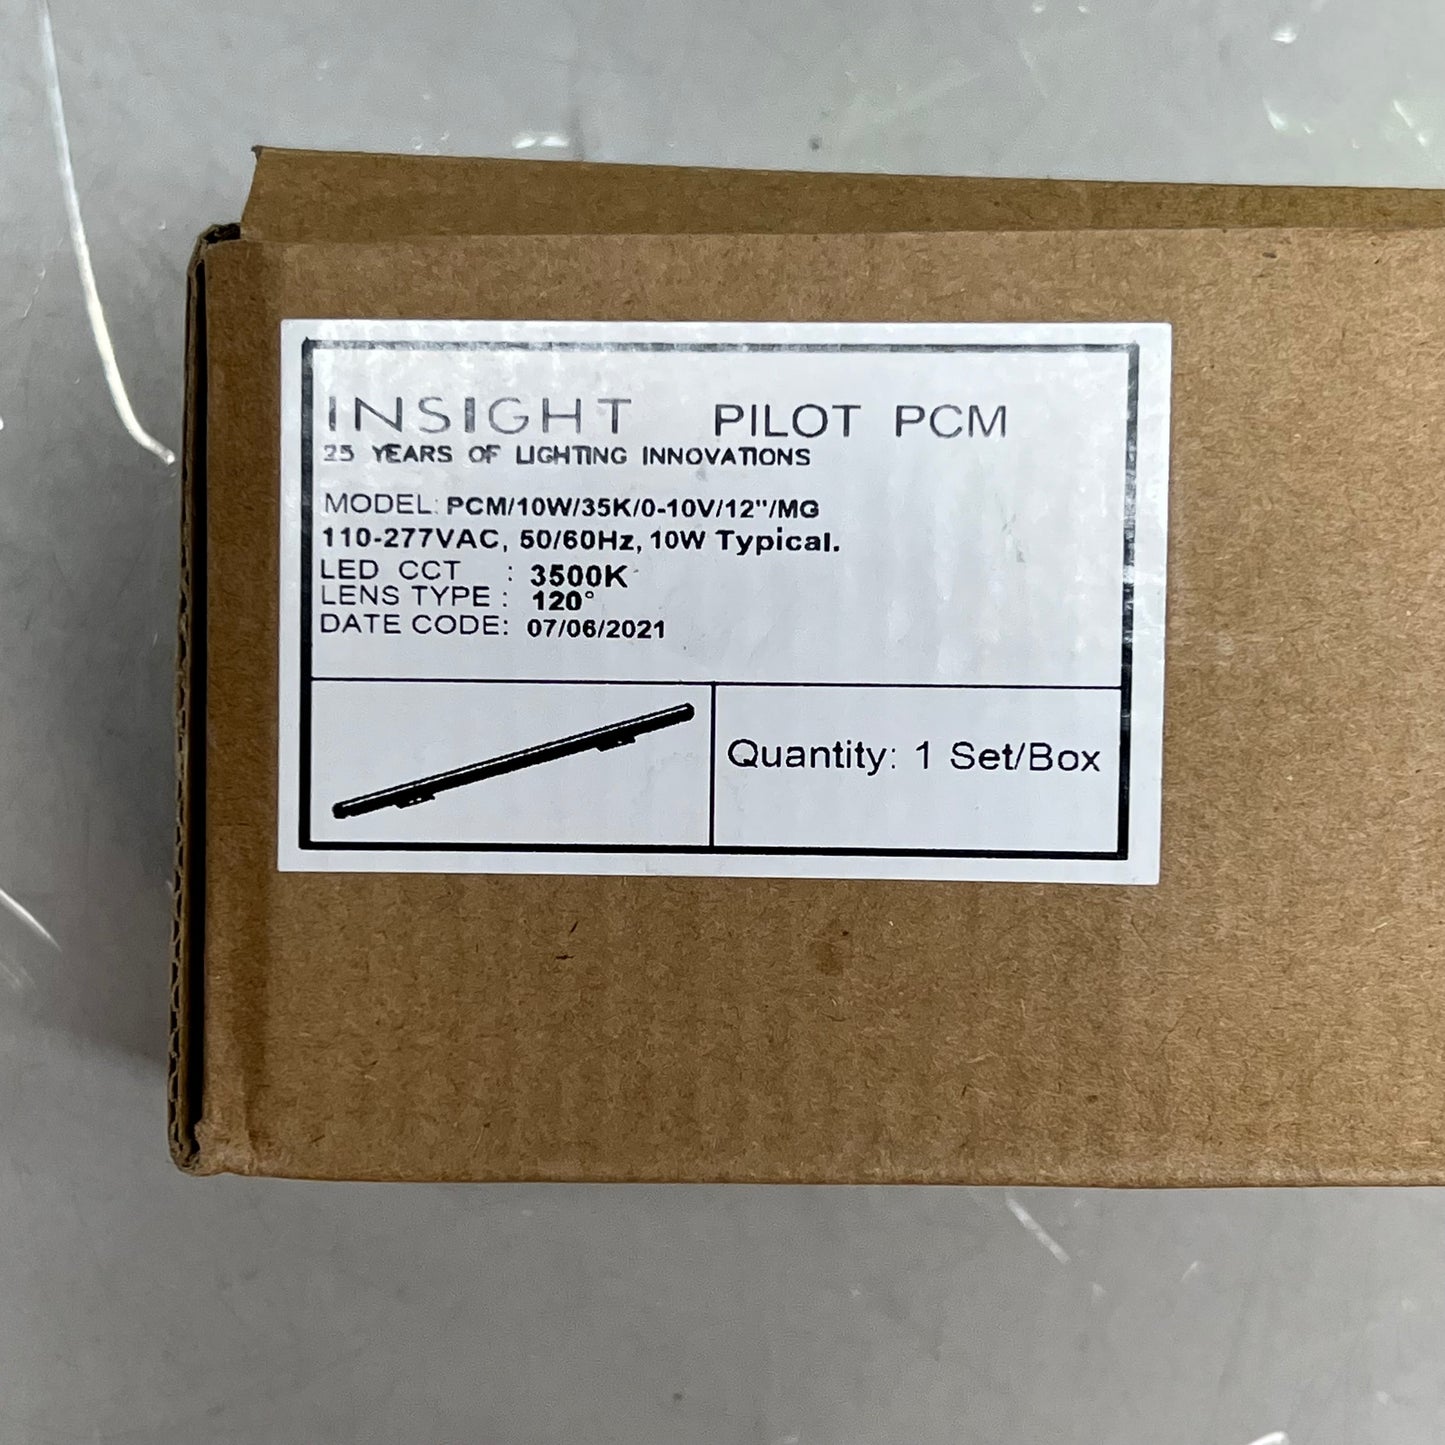 INSIGHT PILOT PCM
25 YEARS OF LIGHTING INNOVATIONS
MODEL: PCM/10W/35K/0-10V/12"/MG
110-277VAC, 50/60Hz, 10W Typical.
LED CCT : 3500K
LENS TYPE : 120°
DATE CODE: 07/06/2021
Quantity: 1 Set/Box